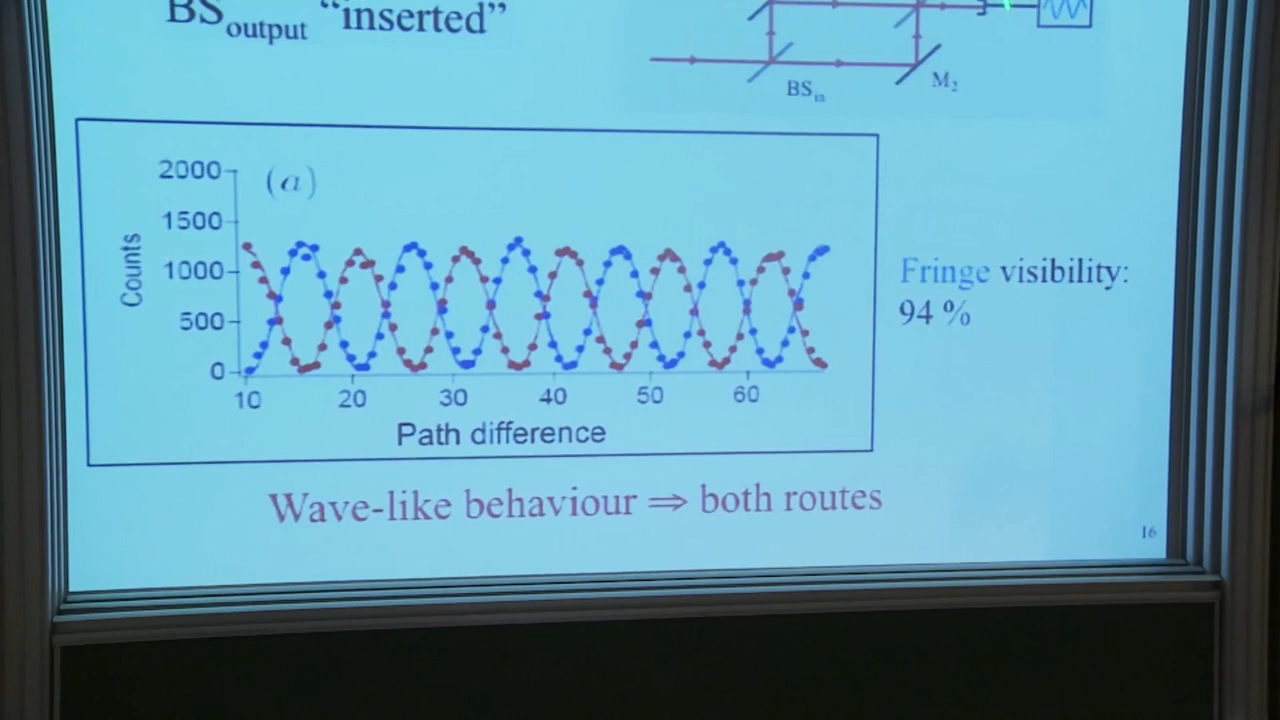 BS_output “inserted”
BS_in
M_2
2000
(a)
1500
1000
500
0
Counts
10 20 30 40 50 60
Path difference
Fringe visibility:
94 %
Wave-like behaviour ⇒ both routes
16